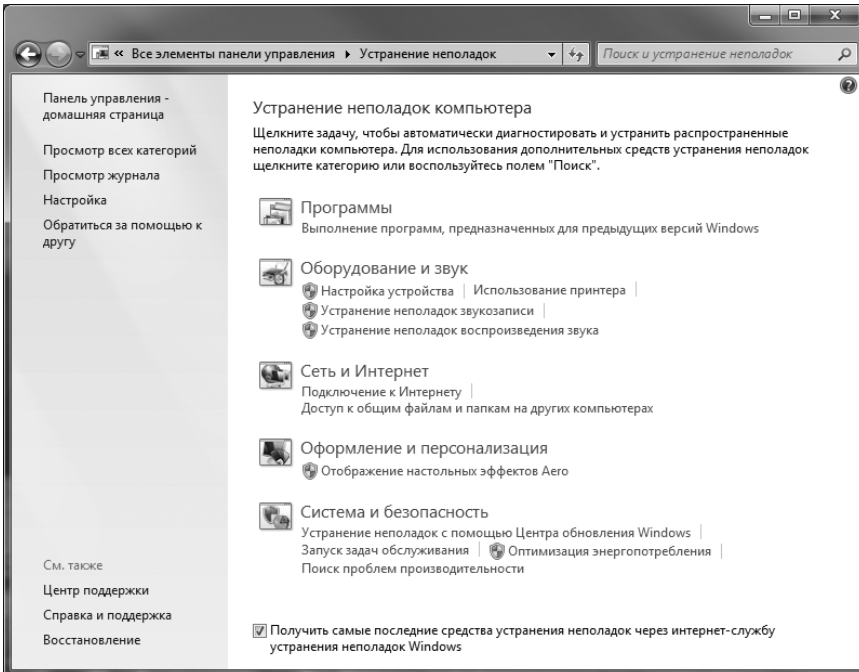 « Все элементы панели управления ▸ Устранение неполадок
Поиск и устранение неполадок
Панель управления -
домашняя страница
Просмотр всех категорий
Просмотр журнала
Настройка
Обратиться за помощью к
другу
См. также
Центр поддержки
Справка и поддержка
Восстановление
Устранение неполадок компьютера
Щелкните задачу, чтобы автоматически диагностировать и устранить распространенные
неполадки компьютера. Для использования дополнительных средств устранения неполадок
щелкните категорию или воспользуйтесь полем "Поиск".
Программы
Выполнение программ, предназначенных для предыдущих версий Windows
Оборудование и звук
Настройка устройства | Использование принтера |
Устранение неполадок звукозаписи |
Устранение неполадок воспроизведения звука
Сеть и Интернет
Подключение к Интернету |
Доступ к общим файлам и папкам на других компьютерах
Оформление и персонализация
Отображение настольных эффектов Aero
Система и безопасность
Устранение неполадок с помощью Центра обновления Windows |
Запуск задач обслуживания | Оптимизация энергопотребления |
Поиск проблем производительности
Получить самые последние средства устранения неполадок через интернет-службу
устранения неполадок Windows